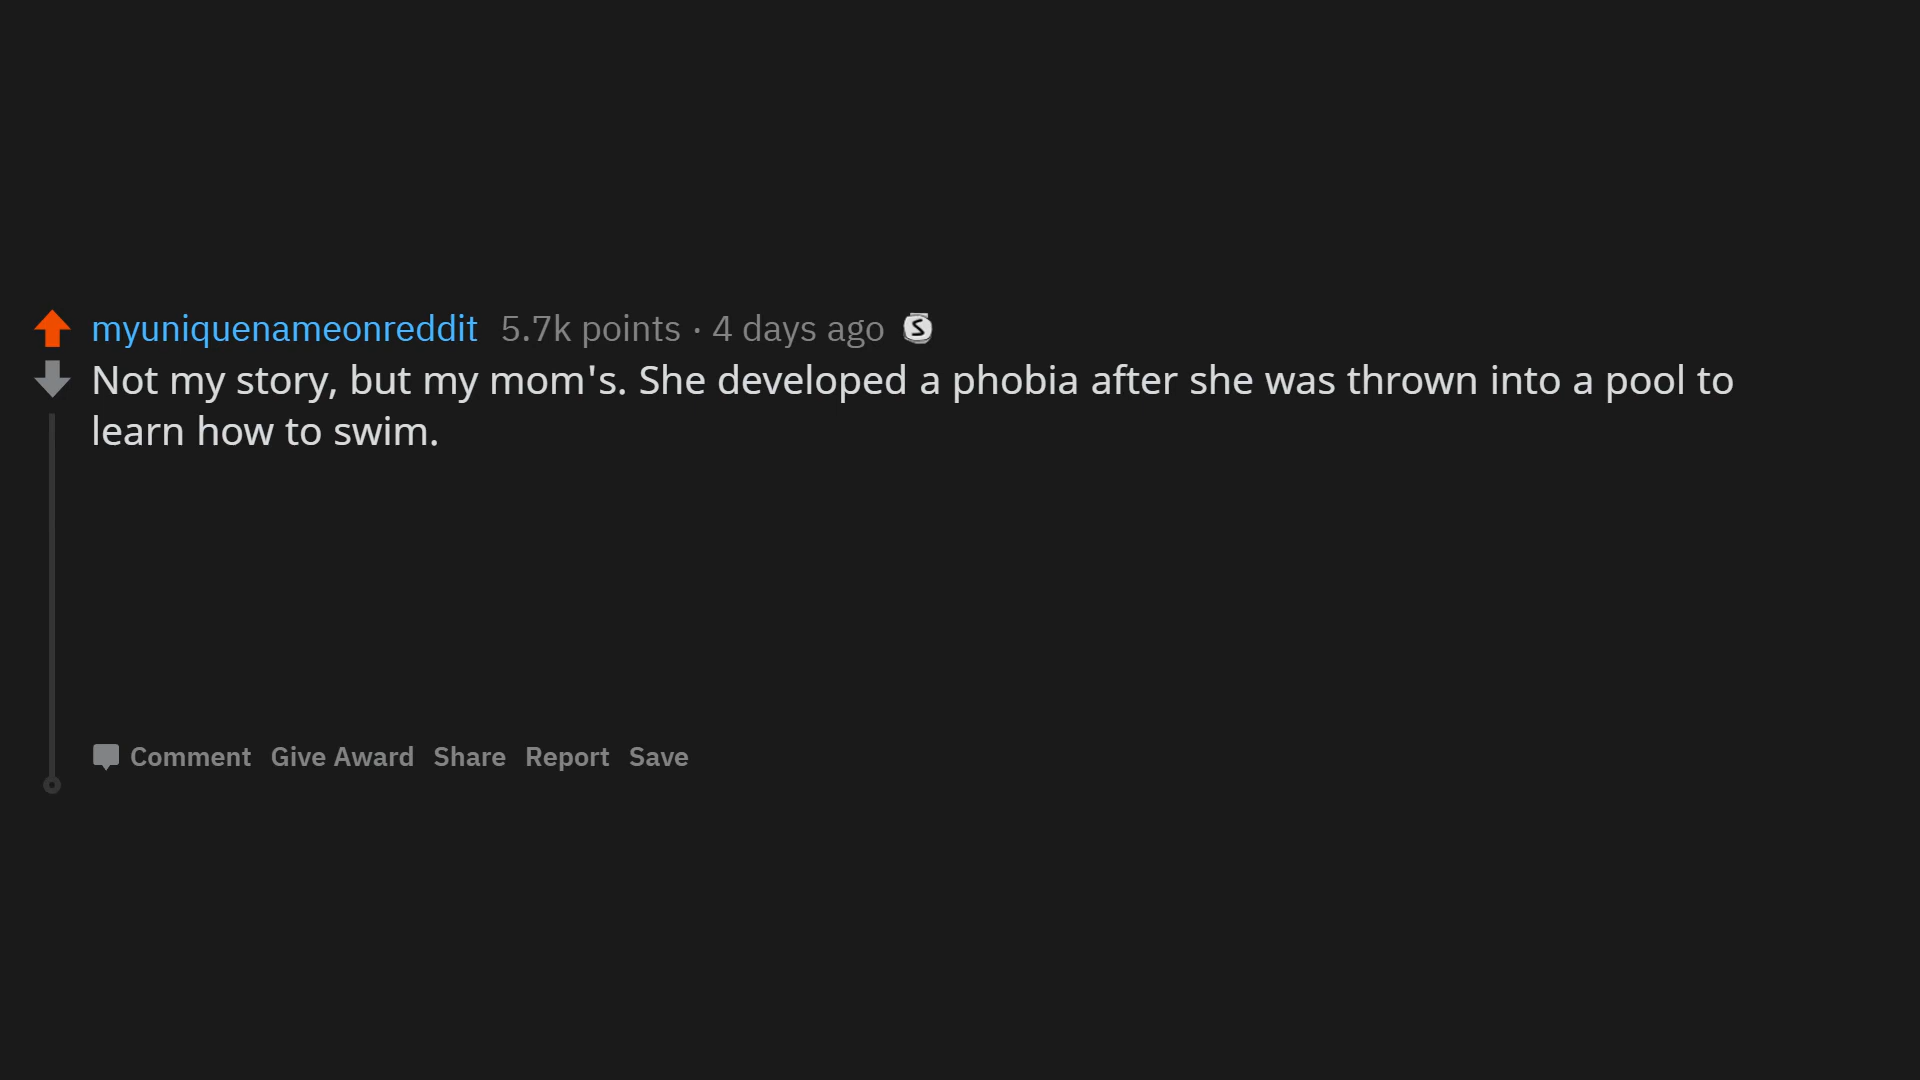 myuniquenameonreddit 5.7k points · 4 days ago S
Not my story, but my mom's. She developed a phobia after she was thrown into a pool to
learn how to swim.
Comment Give Award Share Report Save